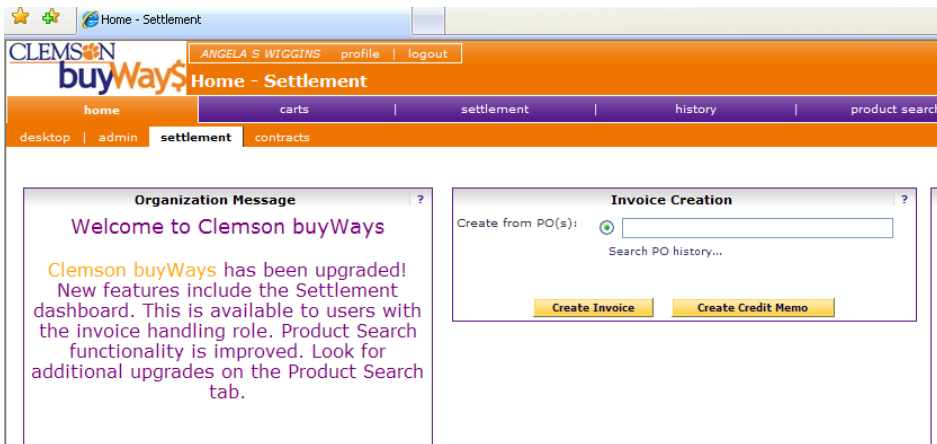 Home - Settlement
CLEMSON
buyWay$
ANGELA S WIGGINS profile | logout
Home - Settlement
home carts | settlement | history | product search
desktop | admin settlement contracts
Organization Message ?
Welcome to Clemson buyWays
Clemson buyWays has been upgraded!
New features include the Settlement
dashboard. This is available to users with
the invoice handling role. Product Search
functionality is improved. Look for
additional upgrades on the Product Search
tab.
Invoice Creation ?
Create from PO(s):
Search PO history...
Create Invoice Create Credit Memo